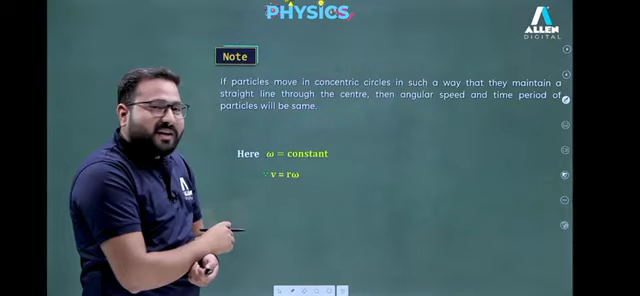 PHYSICS
ALLEN
DIGITAL
Note
If particles move in concentric circles in such a way that they maintain a
straight line through the centre, then angular speed and time period of
particles will be same.
Here ω = constant
∵ v = rω